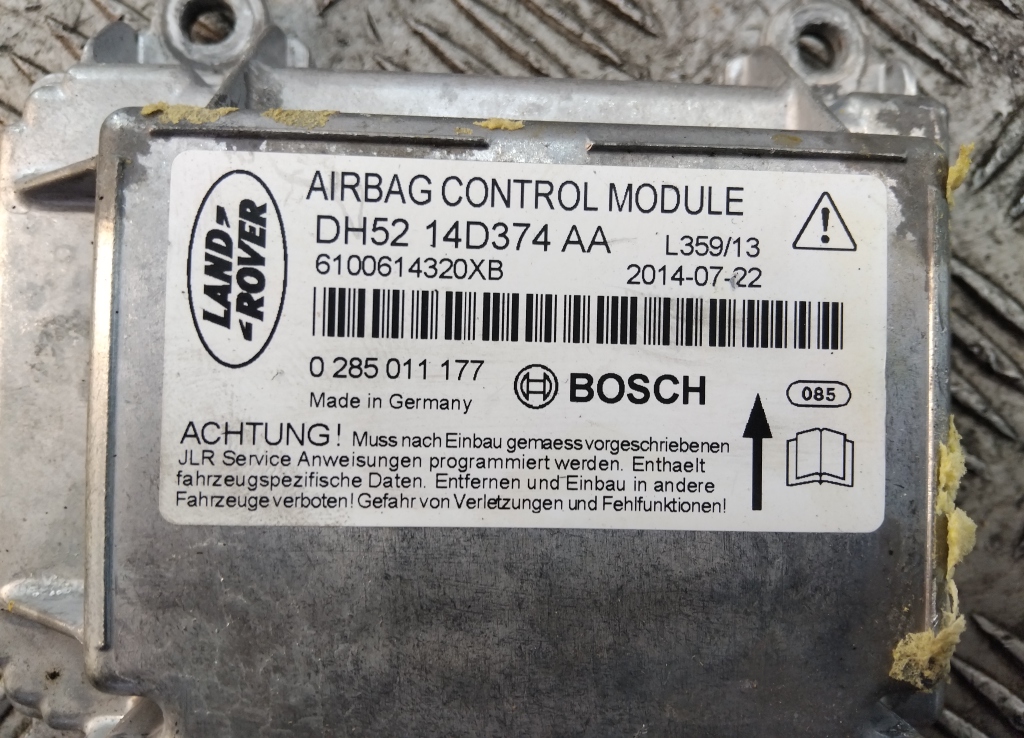 LAND
ROVER
AIRBAG CONTROL MODULE
DH52 14D374 AA L359/13
6100614320XB 2014-07-22
0 285 011 177 BOSCH
Made in Germany
085
ACHTUNG! Muss nach Einbau gemaess vorgeschriebenen
JLR Service Anweisungen programmiert werden. Enthaelt
fahrzeugspezifische Daten. Entfernen und Einbau in andere
Fahrzeuge verboten! Gefahr von Verletzungen und Fehlfunktionen!